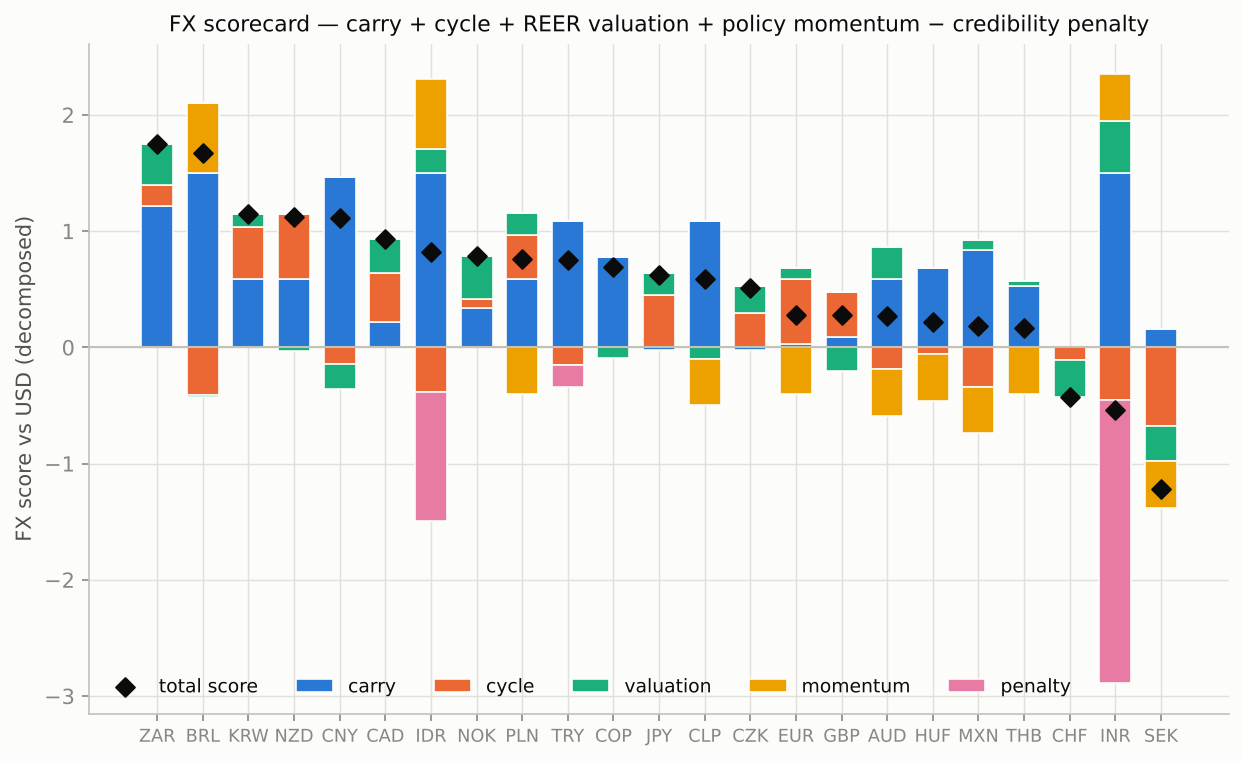 FX scorecard — carry + cycle + REER valuation + policy momentum − credibility penalty
FX score vs USD (decomposed)
2
1
0
−1
−2
−3
total score carry cycle valuation momentum penalty
ZAR BRL KRW NZD CNY CAD IDR NOK PLN TRY COP JPY CLP CZK EUR GBP AUD HUF MXN THB CHF INR SEK